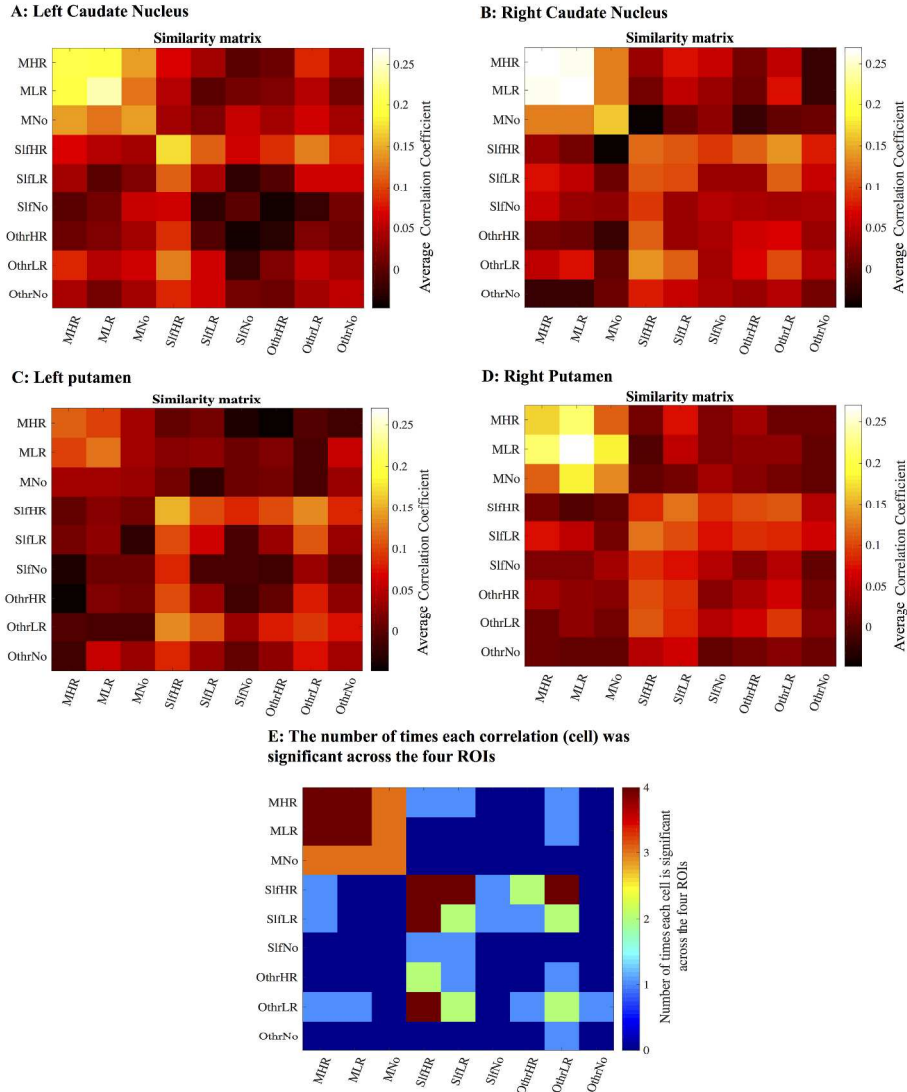 A: Left Caudate Nucleus
Similarity matrix
MHR
MLR
MNo
SlfHR
SlfLR
SlfNo
OthrHR
OthrLR
OthrNo
MHR MLR MNo SlfHR SlfLR SlfNo OthrHR OthrLR OthrNo
0.25
0.2
0.15
0.1
0.05
0
Average Correlation Coefficient
B: Right Caudate Nucleus
Similarity matrix
MHR
MLR
MNo
SlfHR
SlfLR
SlfNo
OthrHR
OthrLR
OthrNo
MHR MLR MNo SlfHR SlfLR SlfNo OthrHR OthrLR OthrNo
0.25
0.2
0.15
0.1
0.05
0
Average Correlation Coefficient
C: Left putamen
Similarity matrix
MHR
MLR
MNo
SlfHR
SlfLR
SlfNo
OthrHR
OthrLR
OthrNo
MHR MLR MNo SlfHR SlfLR SlfNo OthrHR OthrLR OthrNo
0.25
0.2
0.15
0.1
0.05
0
Average Correlation Coefficient
D: Right Putamen
Similarity matrix
MHR
MLR
MNo
SlfHR
SlfLR
SlfNo
OthrHR
OthrLR
OthrNo
MHR MLR MNo SlfHR SlfLR SlfNo OthrHR OthrLR OthrNo
0.25
0.2
0.15
0.1
0.05
0
Average Correlation Coefficient
E: The number of times each correlation (cell) was
significant across the four ROIs
MHR
MLR
MNo
SlfHR
SlfLR
SlfNo
OthrHR
OthrLR
OthrNo
MHR MLR MNo SlfHR SlfLR SlfNo OthrHR OthrLR OthrNo
4
3
2
1
0
Number of times each cell is significant
across the four ROIs